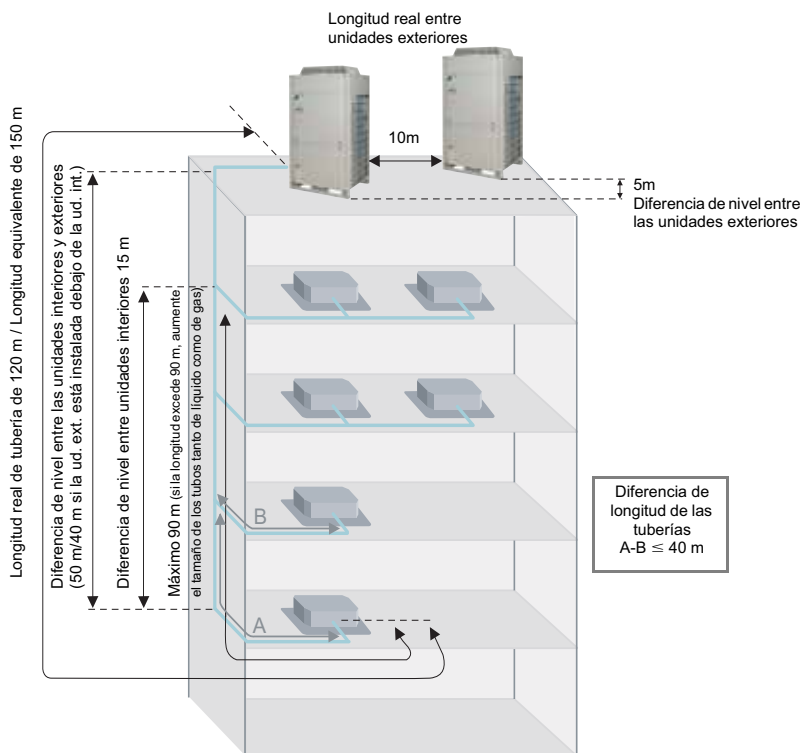 Longitud real entre
unidades exteriores
10m
5m
Diferencia de nivel entre
las unidades exteriores
Longitud real de tubería de 120 m / Longitud equivalente de 150 m
Diferencia de nivel entre las unidades interiores y exteriores
(50 m/40 m si la ud. ext. está instalada debajo de la ud. int.)
Diferencia de nivel entre unidades interiores 15 m
Máximo 90 m (si la longitud excede 90 m, aumente
el tamaño de los tubos tanto de líquido como de gas)
B
A
Diferencia de
longitud de las
tuberías
A-B ≤ 40 m